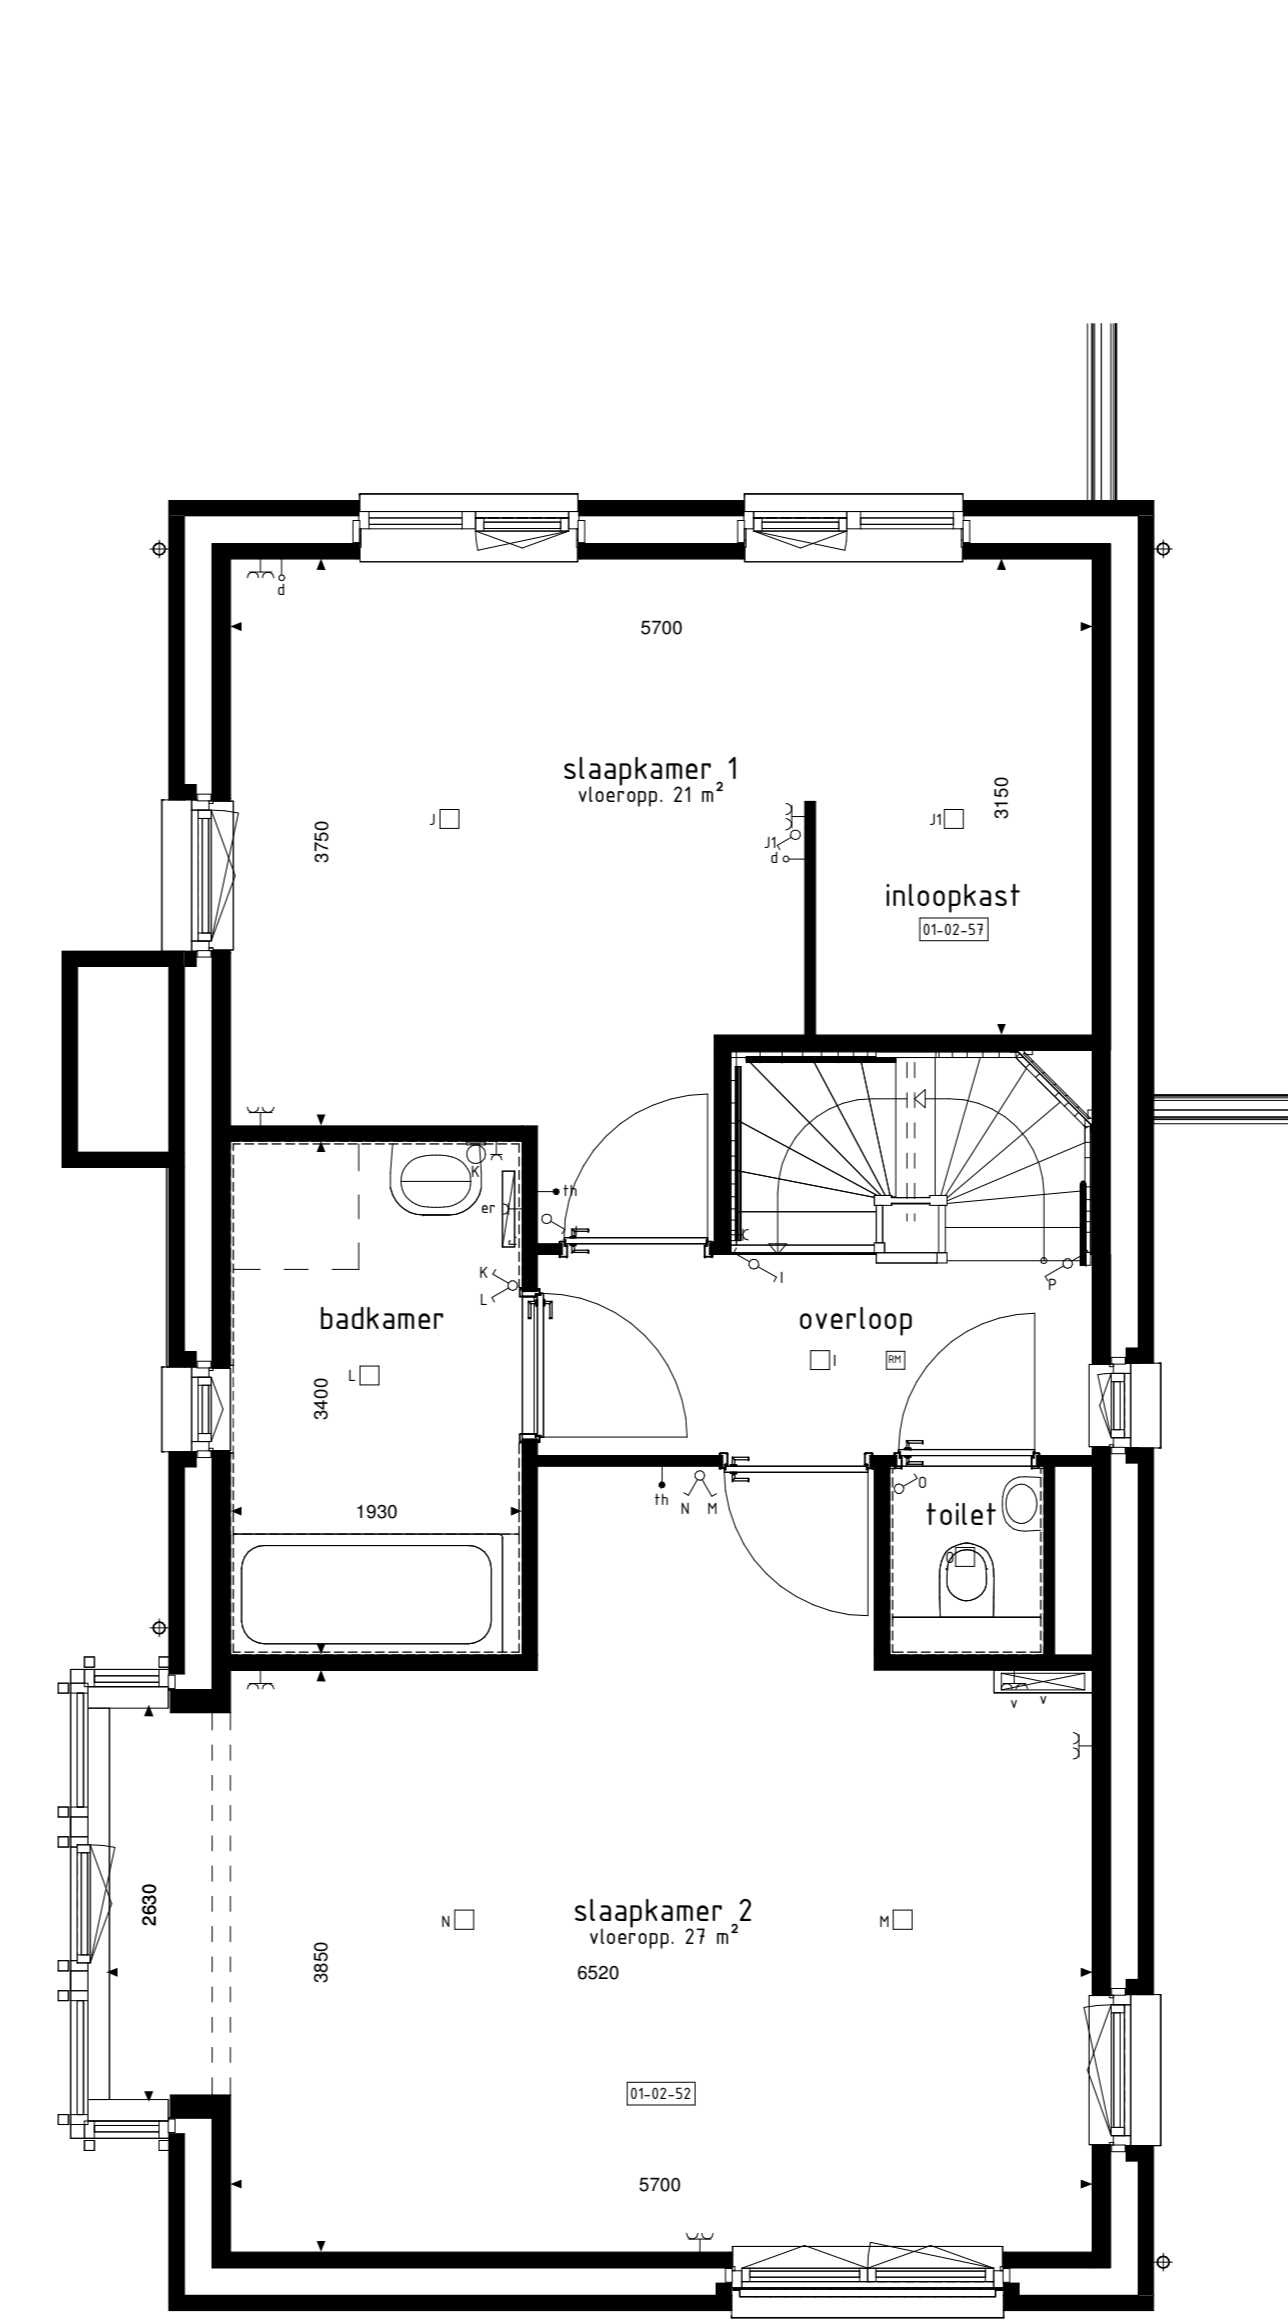 d
5700
slaapkamer 1
vloeropp. 21 m²
3150
J
J1
3750
J1
d
inloopkast
01-02-57
K
th
er
K
I
L
P
badkamer
overloop
L
I
RM
3400
1930
th
N M
O
toilet
v v
2630
slaapkamer 2
N
M
vloeropp. 27 m²
3850
6520
01-02-52
5700